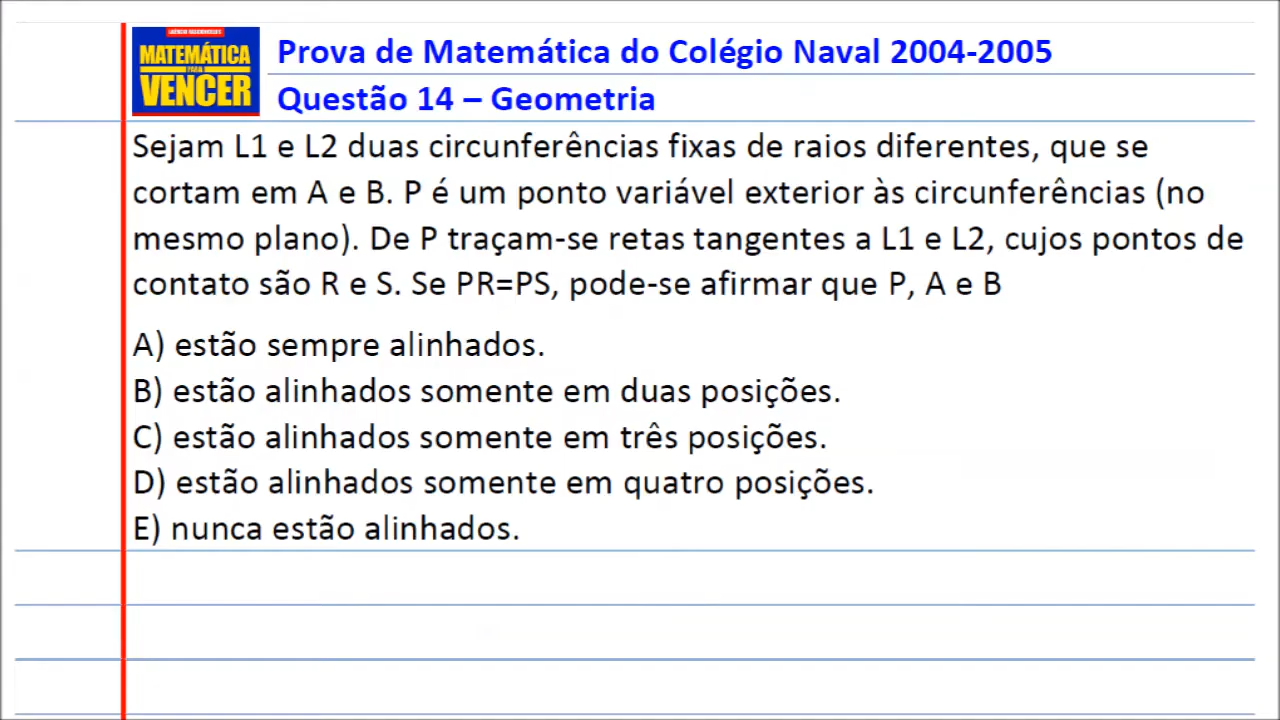 MATEMÁTICA
VENCER
Prova de Matemática do Colégio Naval 2004-2005
Questão 14 – Geometria
Sejam L1 e L2 duas circunferências fixas de raios diferentes, que se
cortam em A e B. P é um ponto variável exterior às circunferências (no
mesmo plano). De P traçam-se retas tangentes a L1 e L2, cujos pontos de
contato são R e S. Se PR=PS, pode-se afirmar que P, A e B
A) estão sempre alinhados.
B) estão alinhados somente em duas posições.
C) estão alinhados somente em três posições.
D) estão alinhados somente em quatro posições.
E) nunca estão alinhados.